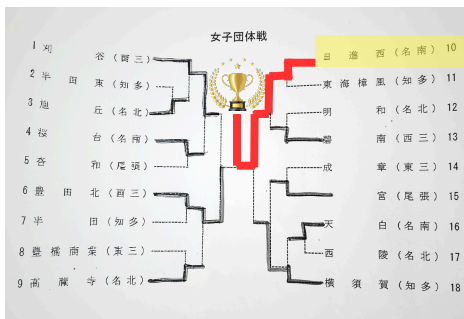 女子団体戦
1 刈谷(西三)
2 半田東(知多)
3 旭丘(名北)
4 桜台(名南)
5 杏和(尾張)
6 豊田北(西三)
7 半田(知多)
8 豊橋商業(東三)
9 高蔵寺(名北)
日進西(名南) 10
東海樟風(知多) 11
明和(名北) 12
碧南(西三) 13
成章(東三) 14
宮(尾張) 15
天白(名南) 16
西陵(名北) 17
横須賀(知多) 18